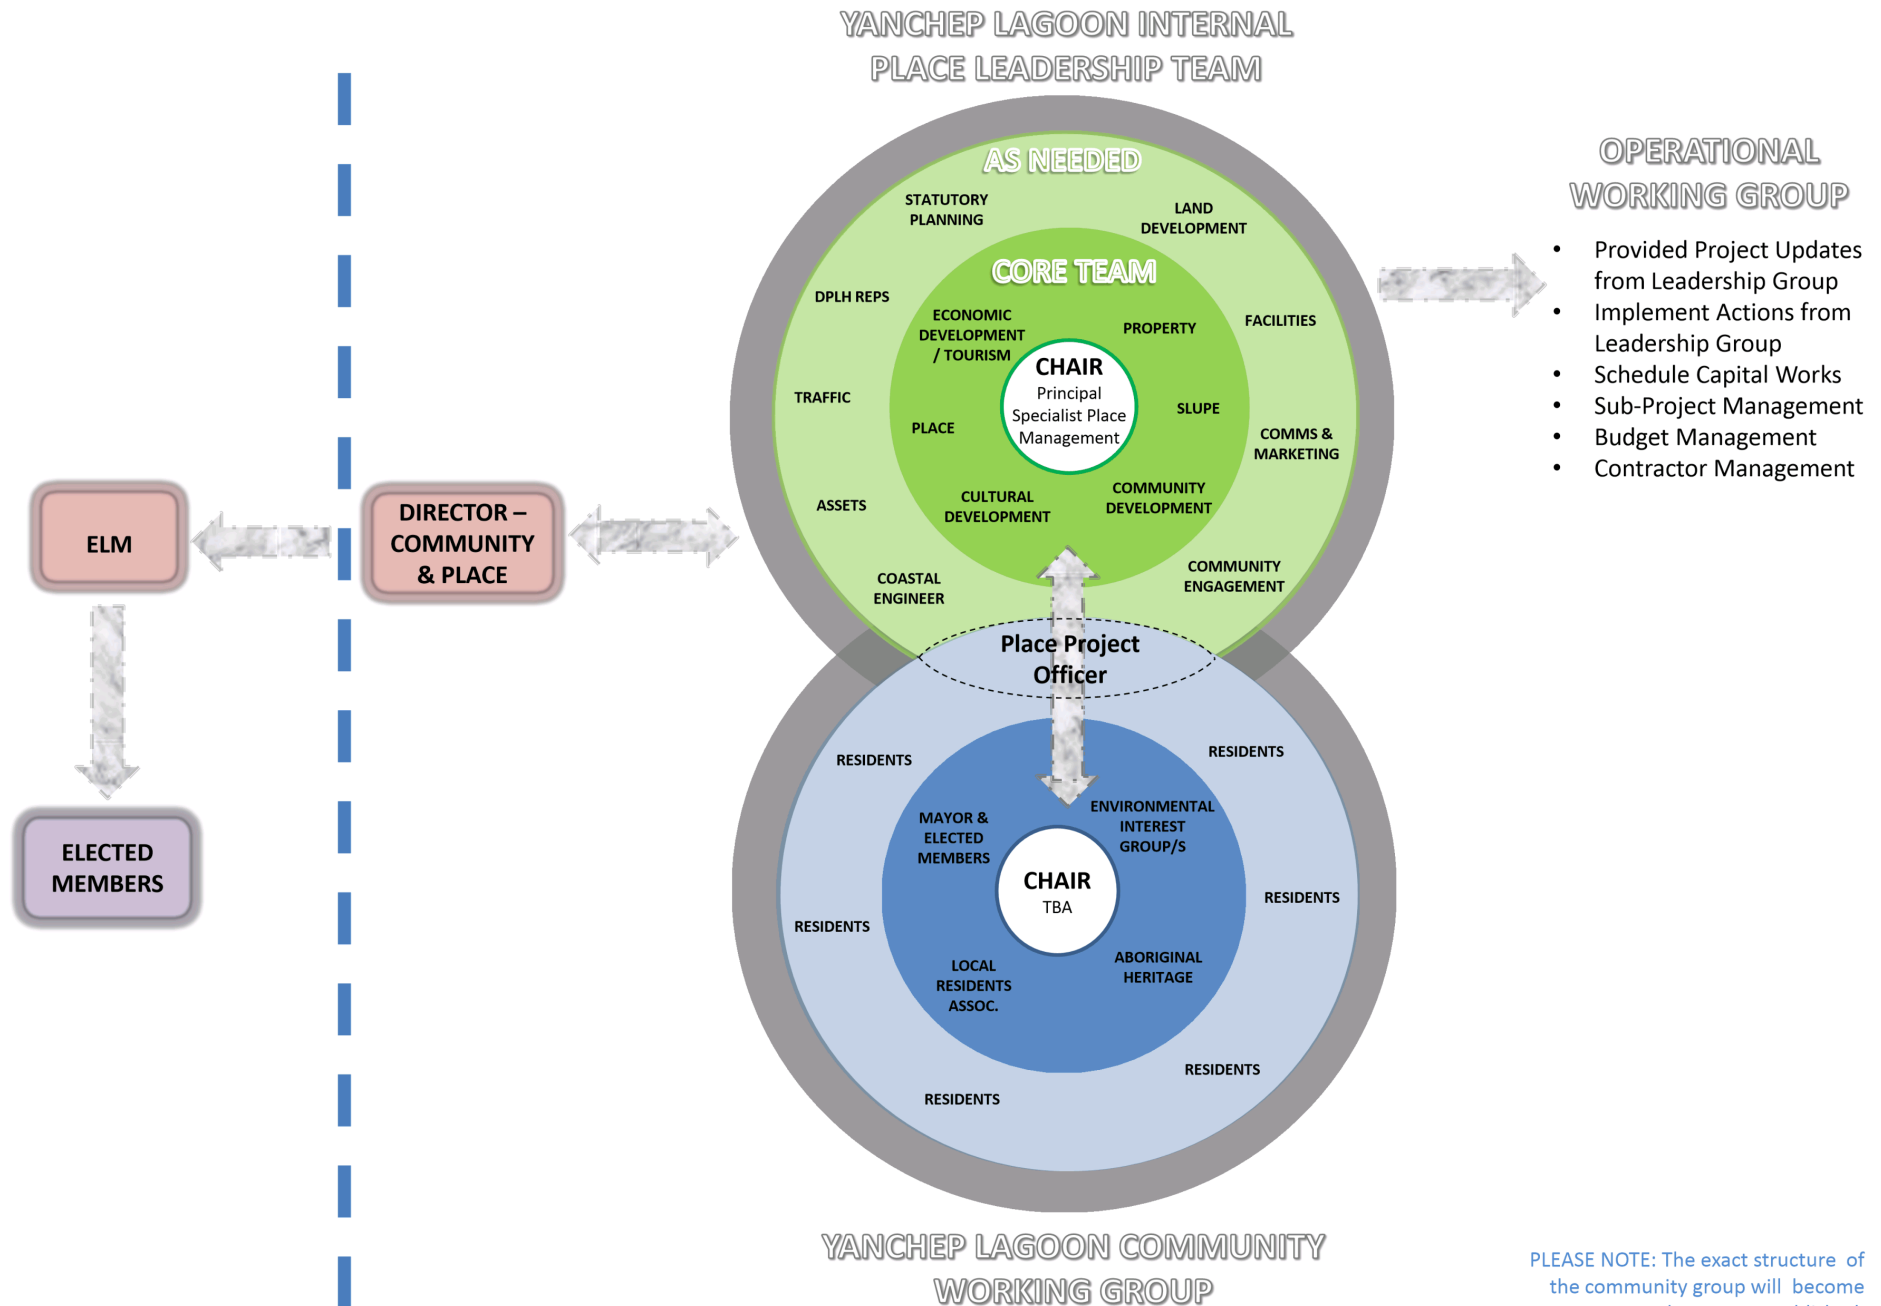 YANCHEP LAGOON INTERNAL
PLACE LEADERSHIP TEAM
AS NEEDED
STATUTORY
PLANNING
LAND
DEVELOPMENT
DPLH REPS
FACILITIES
TRAFFIC
COMMS &
MARKETING
ASSETS
COASTAL
ENGINEER
COMMUNITY
ENGAGEMENT
CORE TEAM
ECONOMIC
DEVELOPMENT
/ TOURISM
PROPERTY
PLACE
SLUPE
CULTURAL
DEVELOPMENT
COMMUNITY
DEVELOPMENT
CHAIR
Principal
Specialist Place
Management
OPERATIONAL
WORKING GROUP
• Provided Project Updates
from Leadership Group
• Implement Actions from
Leadership Group
• Schedule Capital Works
• Sub-Project Management
• Budget Management
• Contractor Management
ELM
DIRECTOR –
COMMUNITY
& PLACE
ELECTED
MEMBERS
Place Project
Officer
RESIDENTS
RESIDENTS
MAYOR &
ELECTED
MEMBERS
ENVIRONMENTAL
INTEREST
GROUP/S
CHAIR
TBA
RESIDENTS
RESIDENTS
LOCAL
RESIDENTS
ASSOC.
ABORIGINAL
HERITAGE
RESIDENTS
RESIDENTS
YANCHEP LAGOON COMMUNITY
WORKING GROUP
PLEASE NOTE: The exact structure of
the community group will become